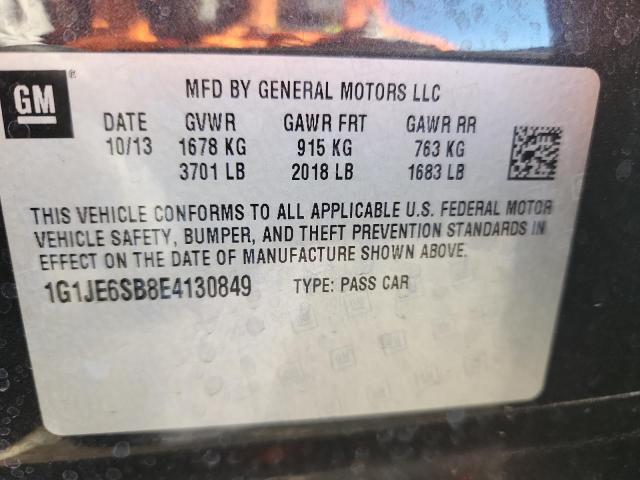 GM ®
MFD BY GENERAL MOTORS LLC
DATE GVWR GAWR FRT GAWR RR
10/13 1678 KG 915 KG 763 KG
3701 LB 2018 LB 1683 LB
THIS VEHICLE CONFORMS TO ALL APPLICABLE U.S. FEDERAL MOTOR
VEHICLE SAFETY, BUMPER, AND THEFT PREVENTION STANDARDS IN
EFFECT ON THE DATE OF MANUFACTURE SHOWN ABOVE.
1G1JE6SB8E4130849 TYPE: PASS CAR